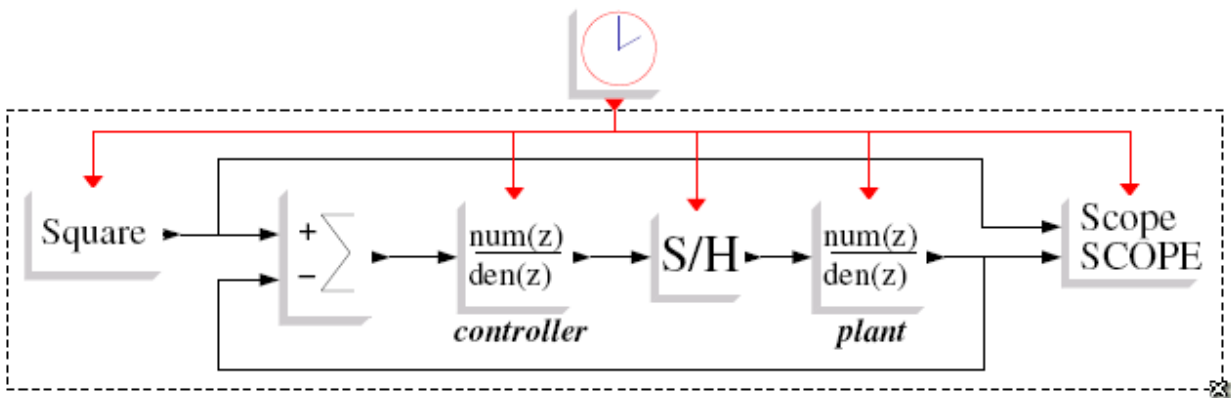 Square
+
−
num(z)
den(z)
controller
S/H
num(z)
den(z)
plant
Scope
SCOPE